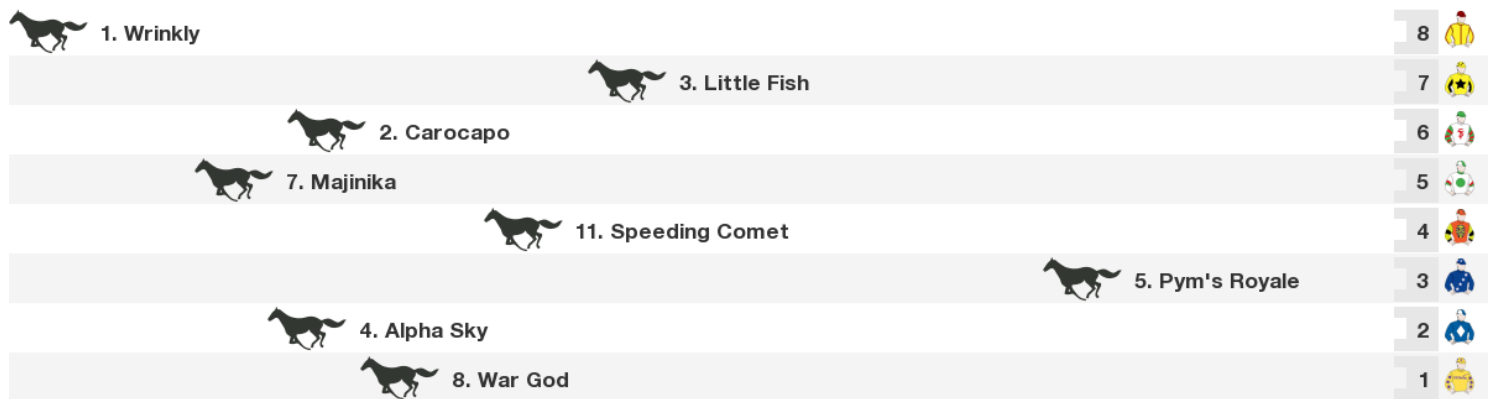 1. Wrinkly 8
3. Little Fish 7
2. Carocapo 6
7. Majinika 5
11. Speeding Comet 4
5. Pym's Royale 3
4. Alpha Sky 2
8. War God 1